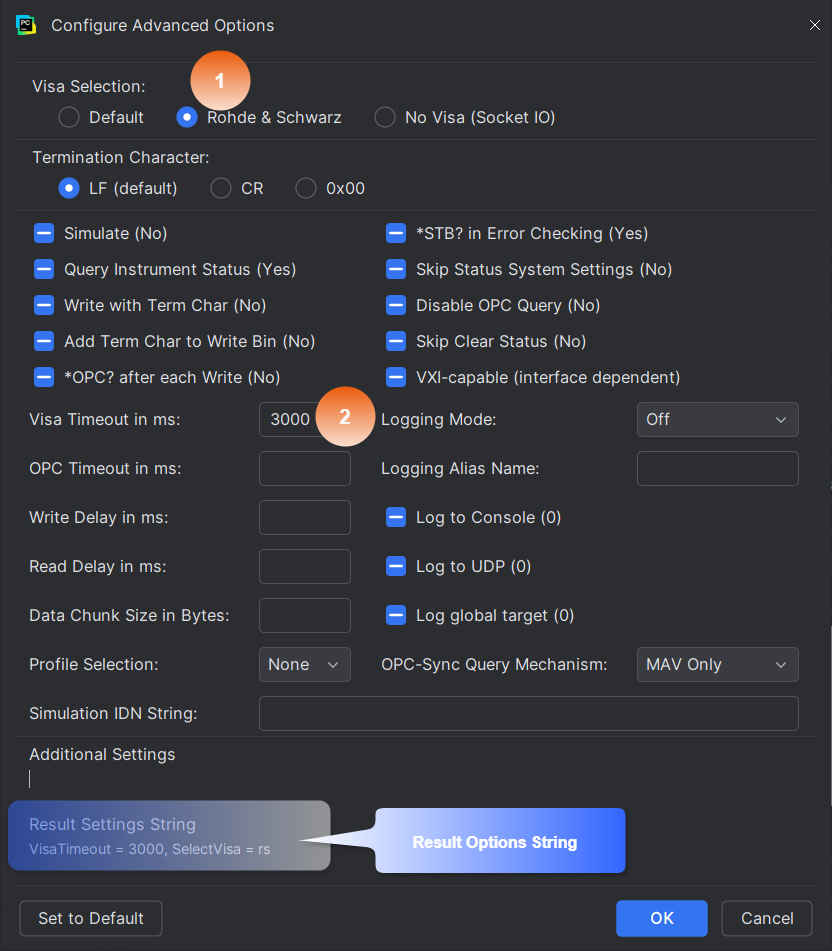 PC
Configure Advanced Options
Visa Selection:
1
Default
Rohde & Schwarz
No Visa (Socket IO)
Termination Character:
LF (default)
CR
0x00
Simulate (No)
*STB? in Error Checking (Yes)
Query Instrument Status (Yes)
Skip Status System Settings (No)
Write with Term Char (No)
Disable OPC Query (No)
Add Term Char to Write Bin (No)
Skip Clear Status (No)
*OPC? after each Write (No)
VXI-capable (interface dependent)
Visa Timeout in ms:
3000
2
Logging Mode:
Off
OPC Timeout in ms:
Logging Alias Name:
Write Delay in ms:
Log to Console (0)
Read Delay in ms:
Log to UDP (0)
Data Chunk Size in Bytes:
Log global target (0)
Profile Selection:
None
OPC-Sync Query Mechanism:
MAV Only
Simulation IDN String:
Additional Settings
Result Settings String
VisaTimeout = 3000, SelectVisa = rs
Result Options String
Set to Default
OK
Cancel